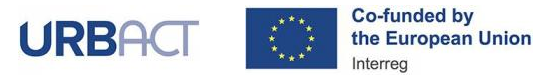 URBACT
Co-funded by
the European Union
Interreg